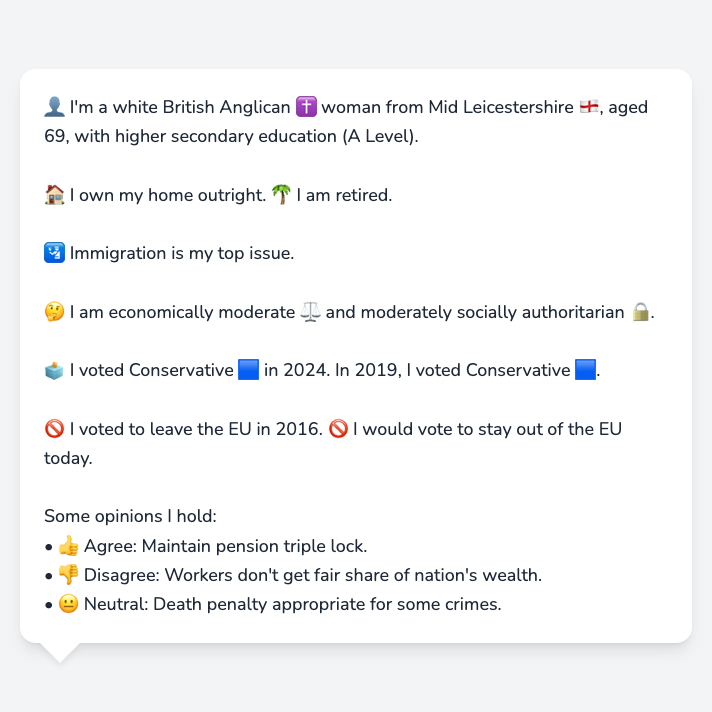 👤 I'm a white British Anglican ✝️ woman from Mid Leicestershire 🏴󠁧󠁢󠁥󠁮󠁧󠁿, aged
69, with higher secondary education (A Level).
🏠 I own my home outright. 🌴 I am retired.
🛂 Immigration is my top issue.
🤔 I am economically moderate ⚖️ and moderately socially authoritarian 🔒.
🗳️ I voted Conservative 🟦 in 2024. In 2019, I voted Conservative 🟦.
🚫 I voted to leave the EU in 2016. 🚫 I would vote to stay out of the EU
today.
Some opinions I hold:
• 👍 Agree: Maintain pension triple lock.
• 👎 Disagree: Workers don't get fair share of nation's wealth.
• 😐 Neutral: Death penalty appropriate for some crimes.